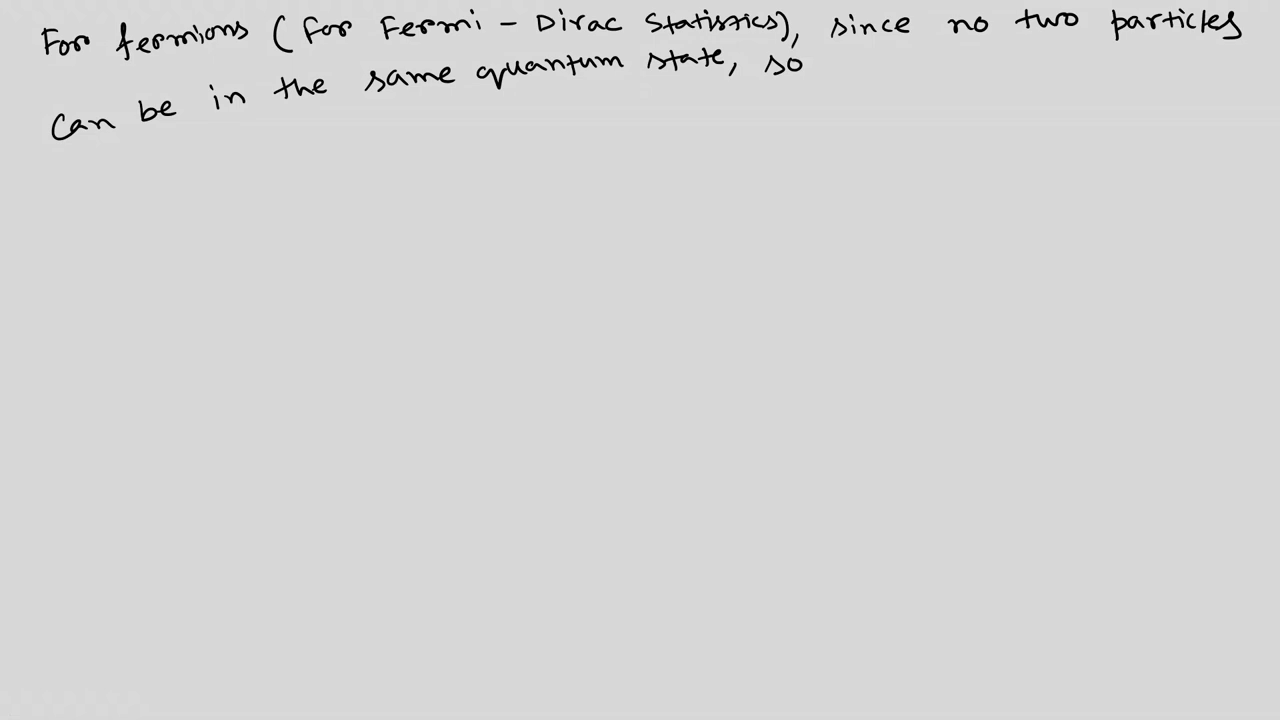 For fermions (for Fermi - Dirac Statistics), since no two particles
can be in the same quantum state, so